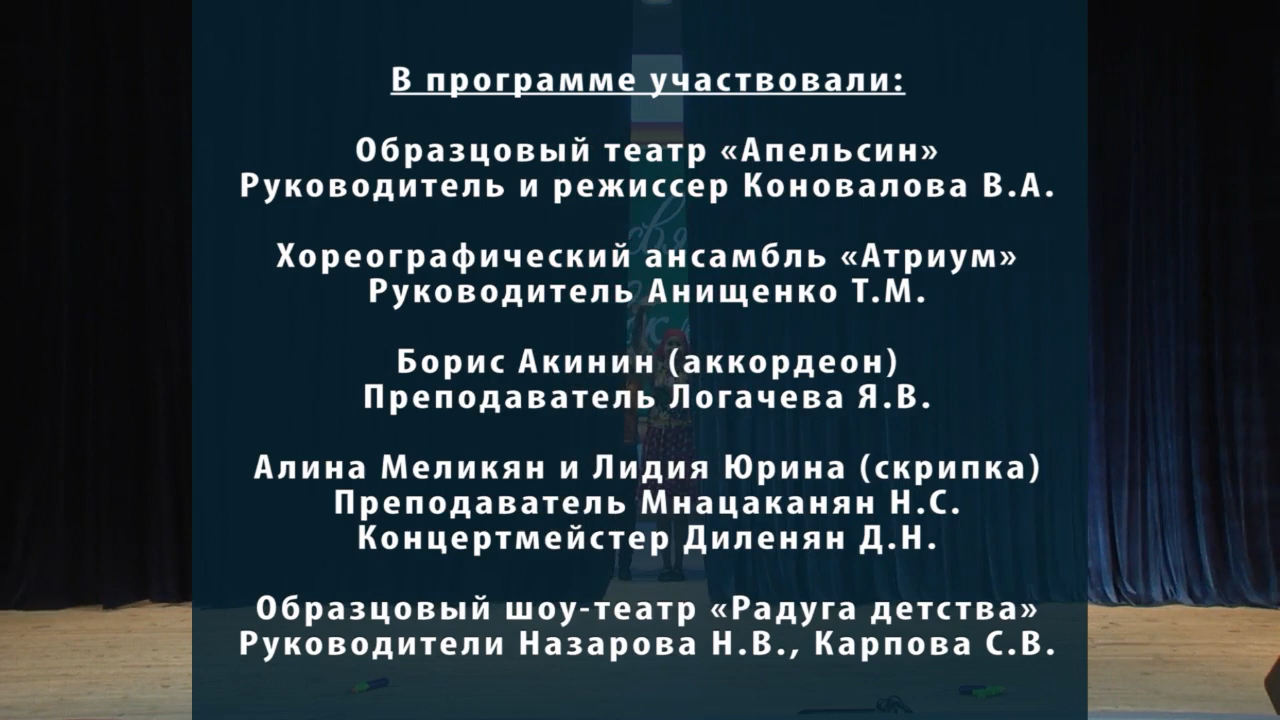 В программе участвовали:
Образцовый театр «Апельсин»
Руководитель и режиссер Коновалова В.А.
Хореографический ансамбль «Атриум»
Руководитель Анищенко Т.М.
Борис Акинин (аккордеон)
Преподаватель Логачева Я.В.
Алина Меликян и Лидия Юрина (скрипка)
Преподаватель Мнацаканян Н.С.
Концертмейстер Диленян Д.Н.
Образцовый шоу-театр «Радуга детства»
Руководители Назарова Н.В., Карпова С.В.